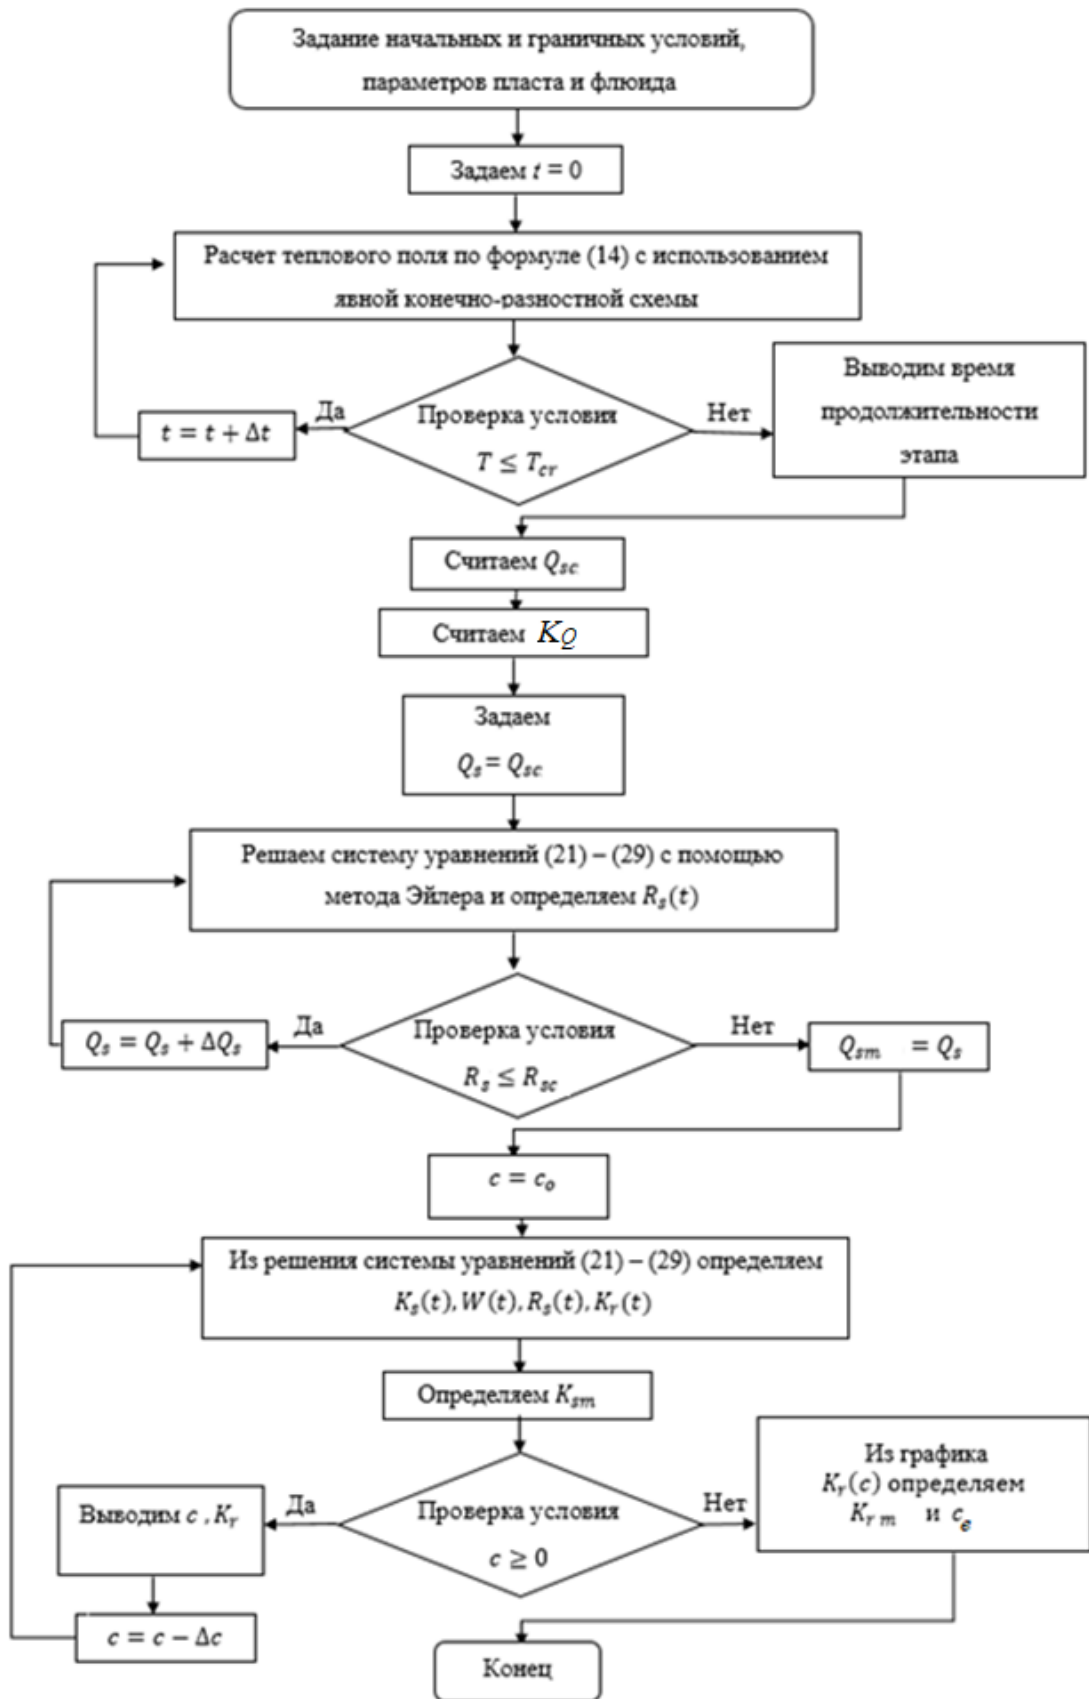 Задание начальных и граничных условий,
параметров пласта и флюида
Задаем t = 0
Расчет теплового поля по формуле (14) с использованием
явной конечно-разностной схемы
Проверка условия
T ≤ T_cr
Да
Нет
t = t + Δt
Выводим время
продолжительности
этапа
Считаем Q_sc
Считаем K_Q
Задаем
Q_s = Q_sc
Решаем систему уравнений (21) – (29) с помощью
метода Эйлера и определяем R_s(t)
Проверка условия
R_s ≤ R_sc
Да
Нет
Q_s = Q_s + ΔQ_s
Q_sm = Q_s
c = c_o
Из решения системы уравнений (21) – (29) определяем
K_s(t), W(t), R_s(t), K_r(t)
Определяем K_sm
Проверка условия
c ≥ 0
Да
Нет
Выводим c , K_r
c = c − Δc
Из графика
K_r(c) определяем
K_r m и c_e
Конец